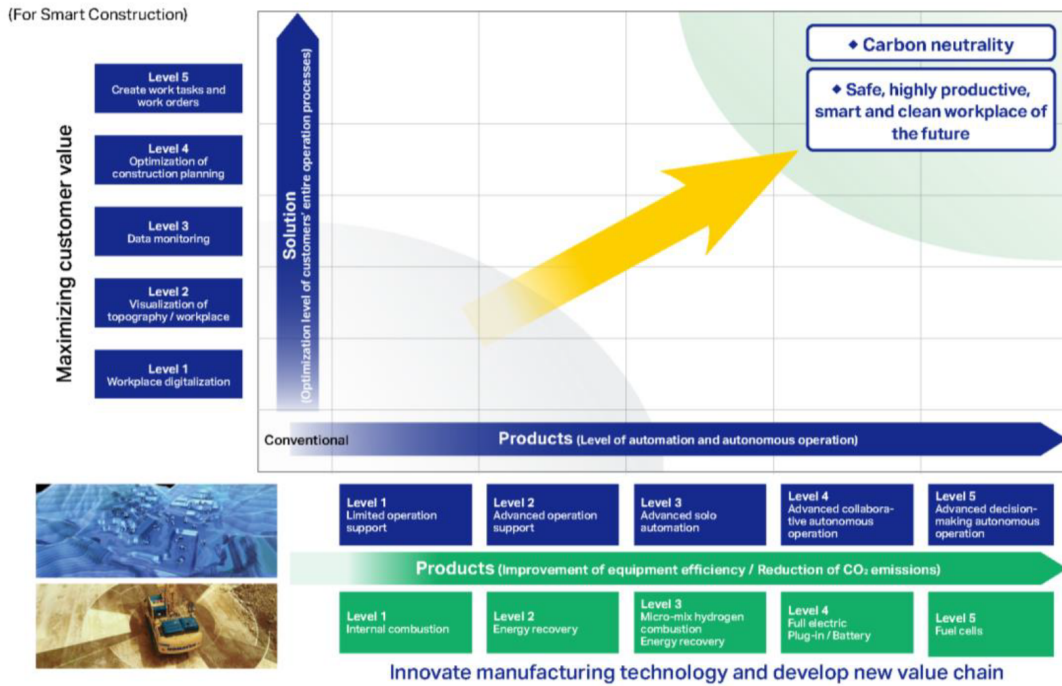 (For Smart Construction)
Maximizing customer value
Level 5
Create work tasks and
work orders
Level 4
Optimization of
construction planning
Level 3
Data monitoring
Level 2
Visualization of
topography / workplace
Level 1
Workplace digitalization
Solution
(Optimization level of customers' entire operation processes)
◆ Carbon neutrality
◆ Safe, highly productive,
smart and clean workplace of
the future
Conventional
Products (Level of automation and autonomous operation)
Level 1
Limited operation
support
Level 2
Advanced operation
support
Level 3
Advanced solo
automation
Level 4
Advanced collabora-
tive autonomous
operation
Level 5
Advanced decision-
making autonomous
operation
Products (Improvement of equipment efficiency / Reduction of CO₂ emissions)
Level 1
Internal combustion
Level 2
Energy recovery
Level 3
Micro-mix hydrogen
combustion
Energy recovery
Level 4
Full electric
Plug-in / Battery
Level 5
Fuel cells
Innovate manufacturing technology and develop new value chain